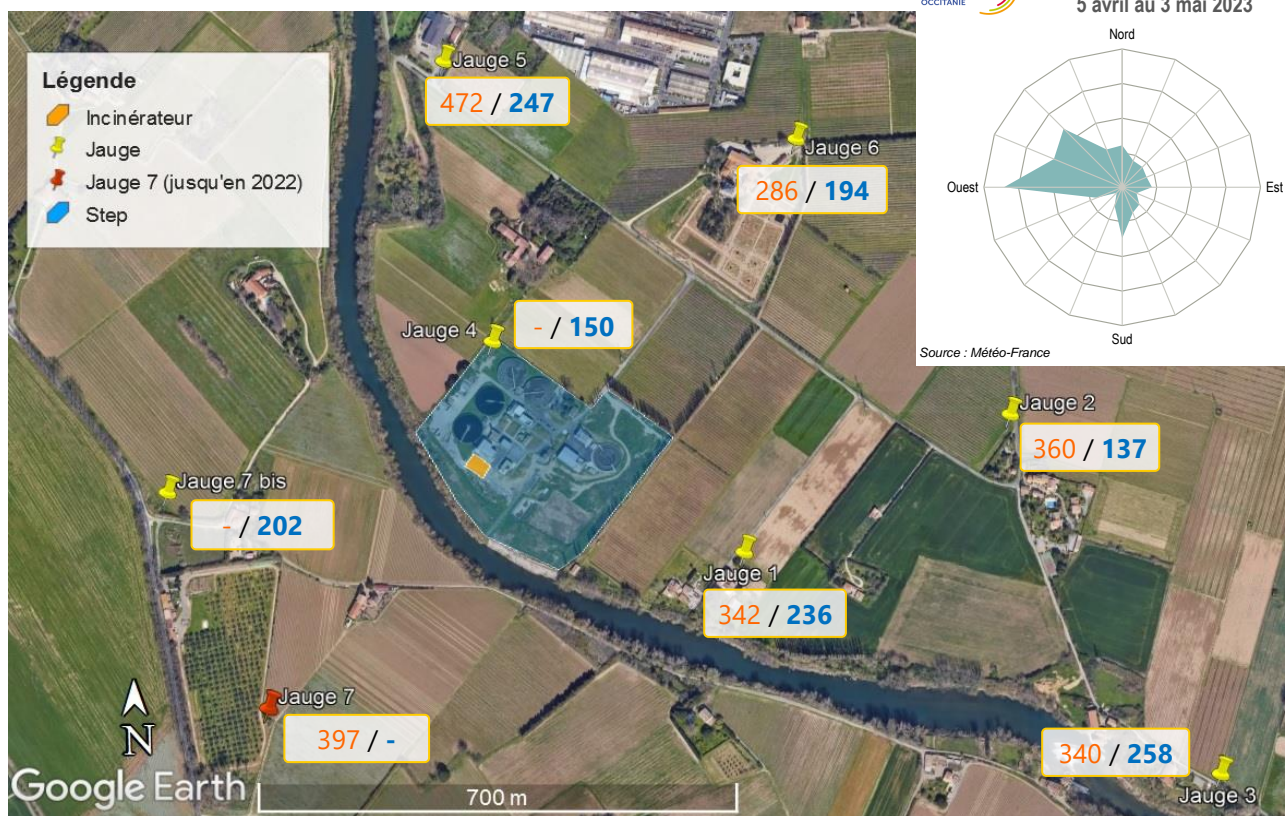 OCCITANIE
5 avril au 3 mai 2023
Légende
Incinérateur
Jauge
Jauge 7 (jusqu'en 2022)
Step
Jauge 5
472 / 247
Jauge 6
286 / 194
Nord
Ouest
Est
Sud
Source : Météo-France
Jauge 4
- / 150
Jauge 2
360 / 137
Jauge 7 bis
- / 202
Jauge 1
342 / 236
Jauge 7
397 / -
340 / 258
Jauge 3
N
Google Earth
700 m